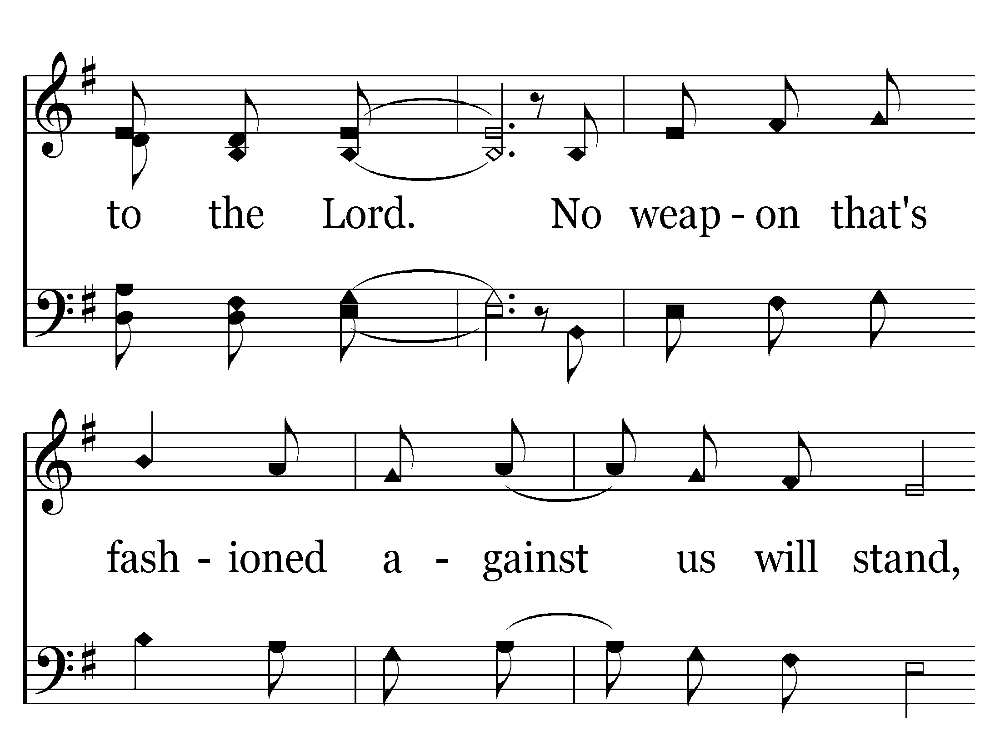 to the Lord. No weap - on that's
fash - ioned a - gainst us will stand,